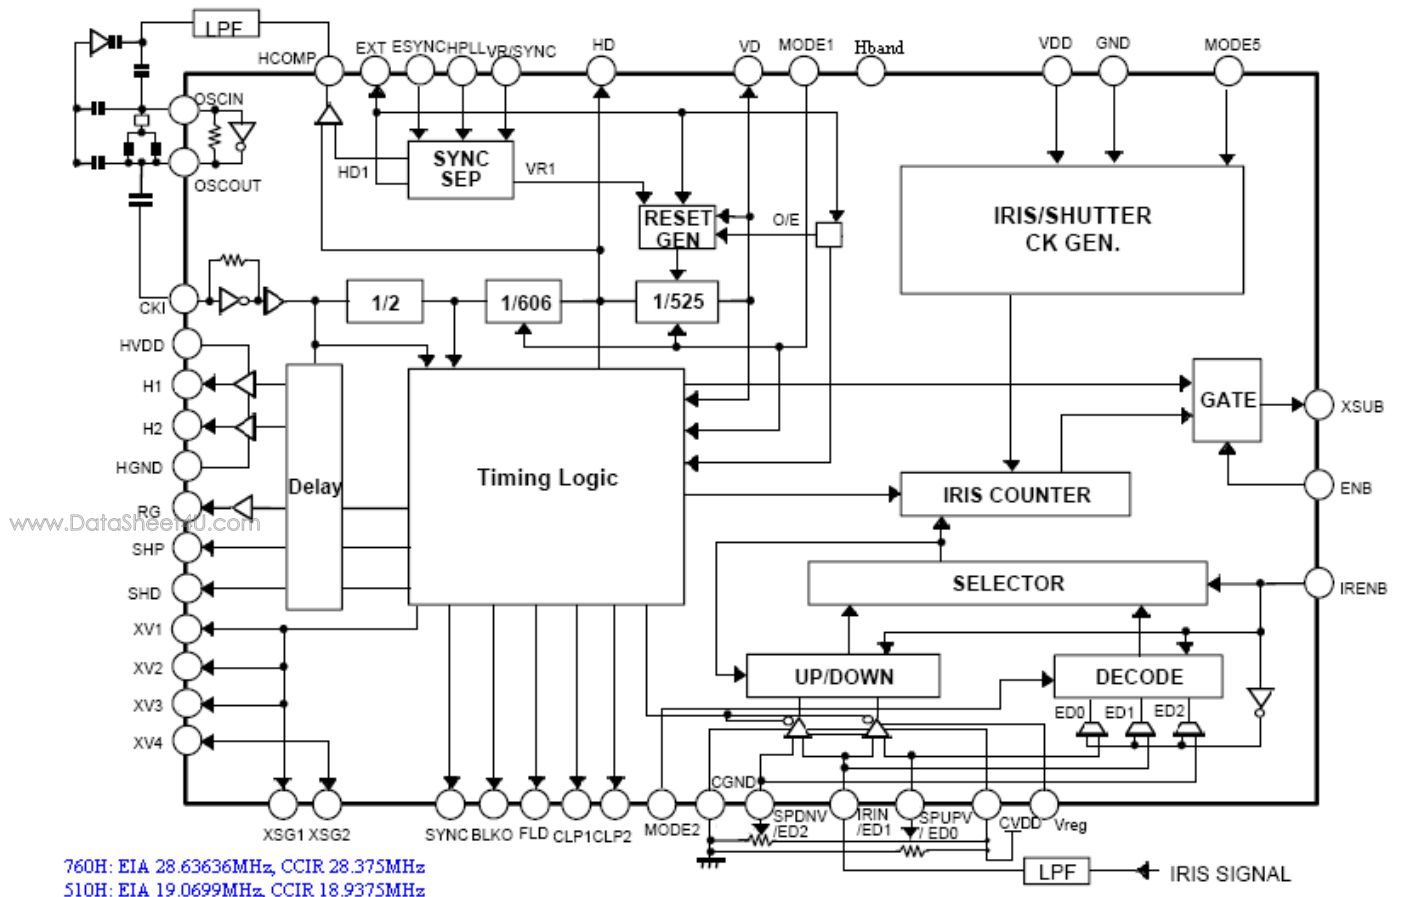 LPF
HCOMP
EXT
ESYNC
HPLL
VR/SYNC
HD
VD
MODE1
Hband
VDD
GND
MODE5
OSCIN
OSCOUT
HD1
SYNC
SEP
VR1
RESET
GEN
O/E
IRIS/SHUTTER
CK GEN.
CKI
1/2
1/606
1/525
HVDD
H1
H2
HGND
RG
www.DataSheet4U.com
SHP
SHD
XV1
XV2
XV3
XV4
Delay
Timing Logic
GATE
XSUB
IRIS COUNTER
ENB
SELECTOR
IRENB
UP/DOWN
DECODE
ED0
ED1
ED2
XSG1
XSG2
SYNC
BLKO
FLD
CLP1
CLP2
MODE2
CGND
SPDNV
/ED2
IRIN
/ED1
SPUPV
/ ED0
CVDD
Vreg
LPF
IRIS SIGNAL
760H: EIA 28.63636MHz, CCIR 28.375MHz
510H: EIA 19.0699MHz, CCIR 18.9375MHz